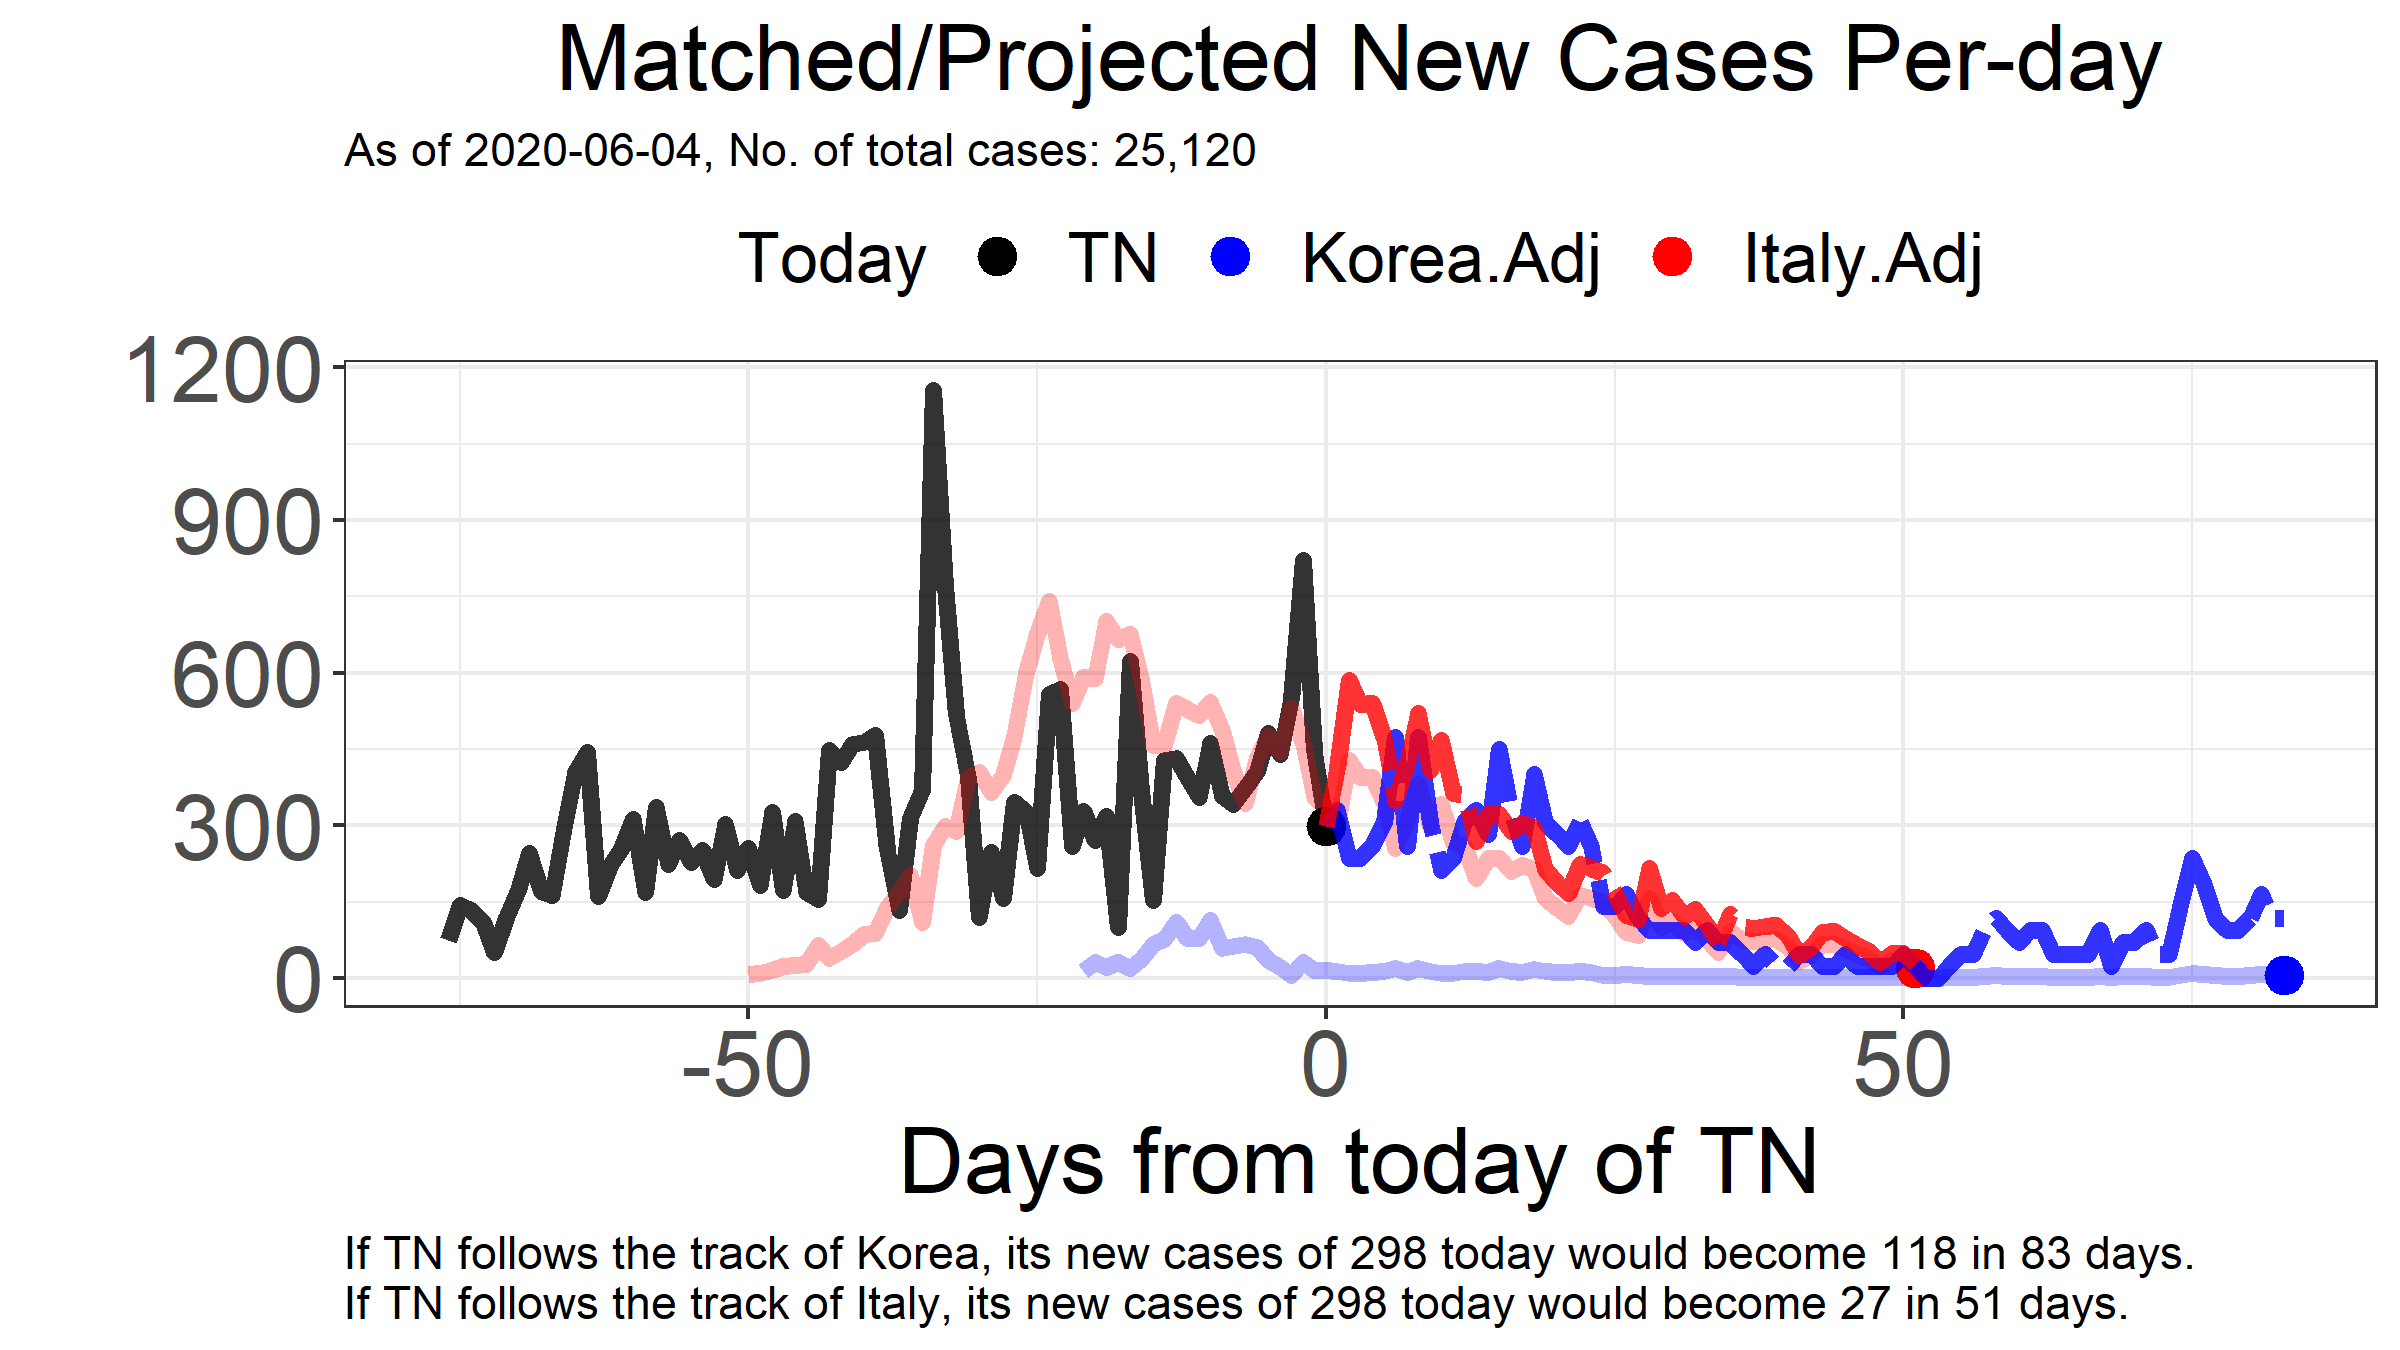 Matched/Projected New Cases Per-day
As of 2020-06-04, No. of total cases: 25,120
Today TN Korea.Adj Italy.Adj
1200
900
600
300
0
-50 0 50
Days from today of TN
If TN follows the track of Korea, its new cases of 298 today would become 118 in 83 days.
If TN follows the track of Italy, its new cases of 298 today would become 27 in 51 days.